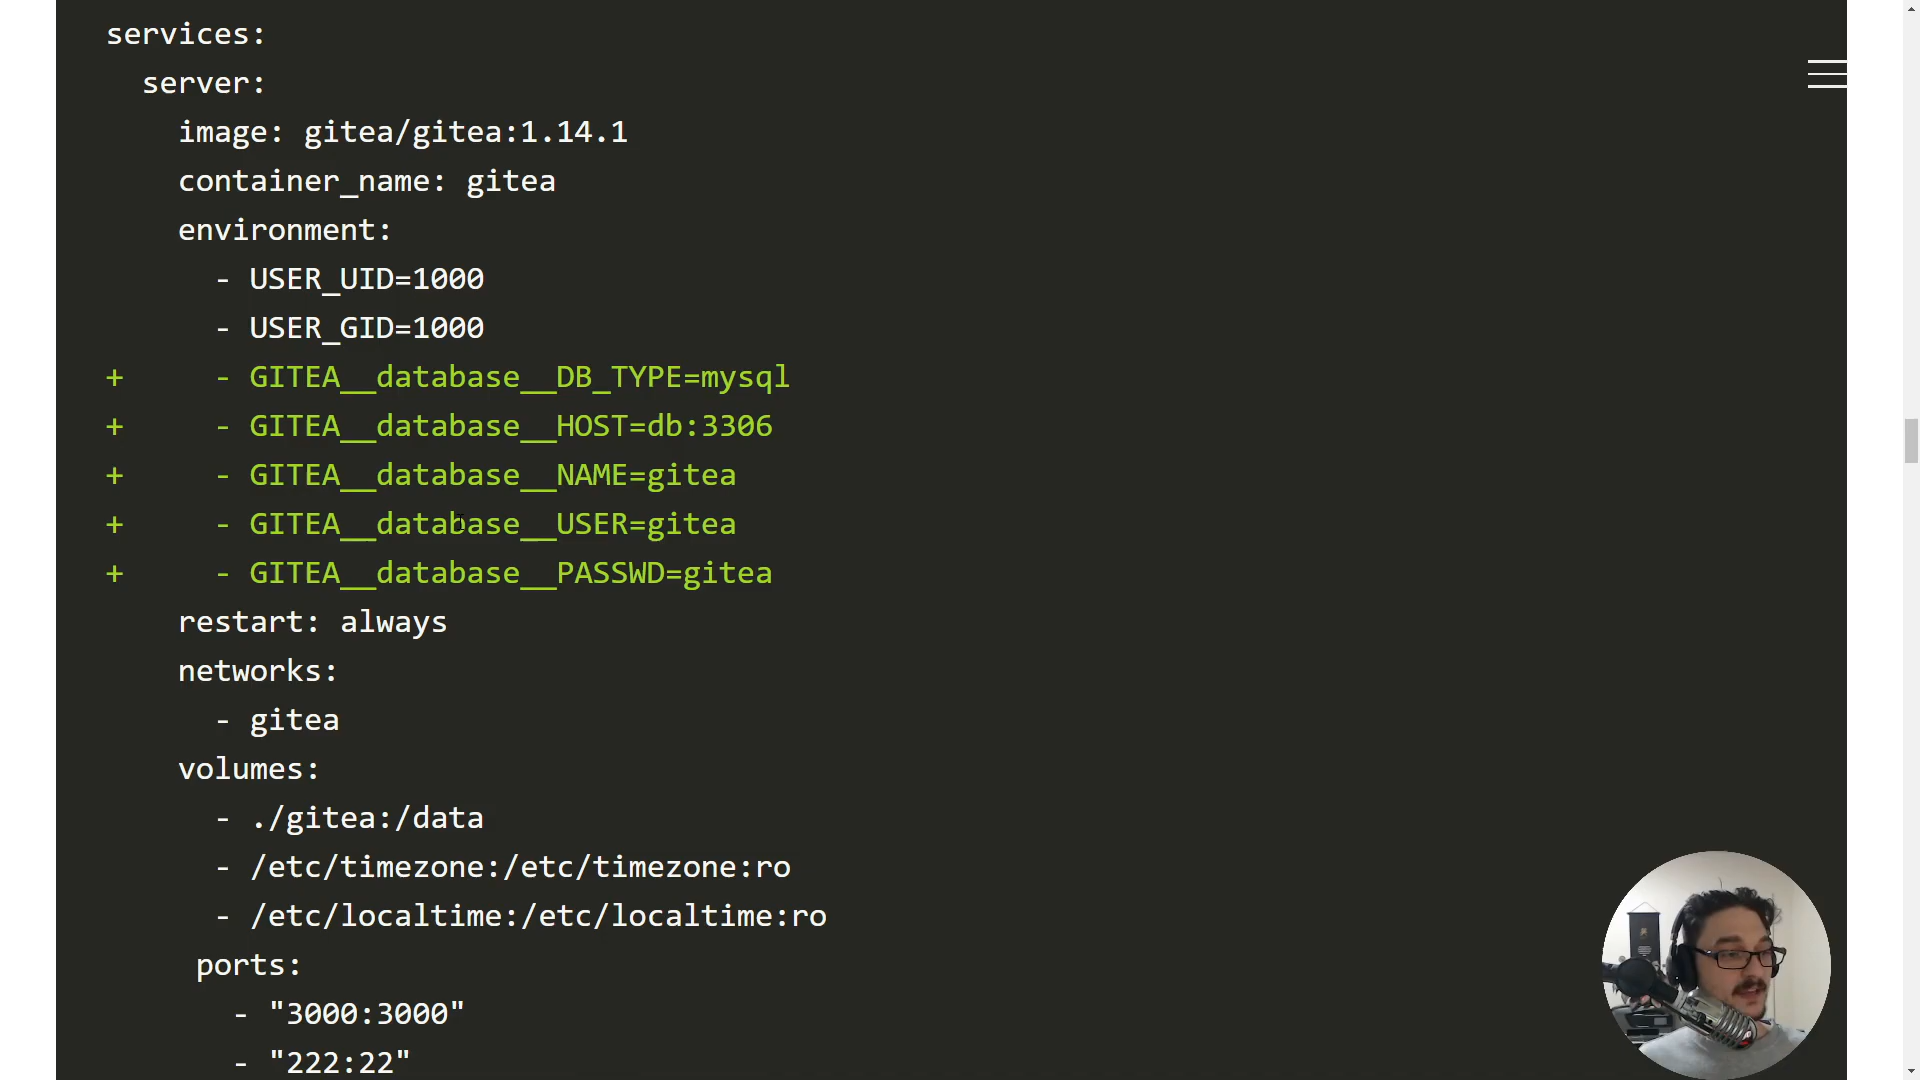 services:
  server:
    image: gitea/gitea:1.14.1
    container_name: gitea
    environment:
      - USER_UID=1000
      - USER_GID=1000
+     - GITEA__database__DB_TYPE=mysql
+     - GITEA__database__HOST=db:3306
+     - GITEA__database__NAME=gitea
+     - GITEA__database__USER=gitea
+     - GITEA__database__PASSWD=gitea
    restart: always
    networks:
      - gitea
    volumes:
      - ./gitea:/data
      - /etc/timezone:/etc/timezone:ro
      - /etc/localtime:/etc/localtime:ro
     ports:
       - "3000:3000"
       - "222:22"